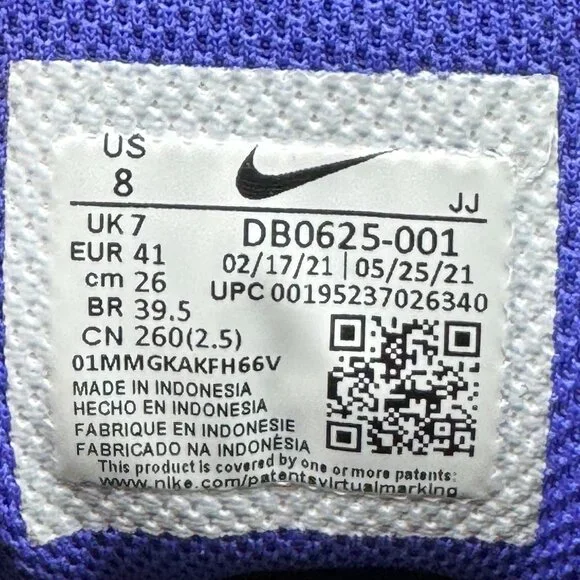 US
8
JJ
UK 7
EUR 41
cm 26
BR 39.5
CN 260(2.5)
DB0625-001
02/17/21 | 05/25/21
UPC 00195237026340
01MMGKAKFH66V
MADE IN INDONESIA
HECHO EN INDONESIA
FABRIQUE EN INDONÉSIE
FABRICADO NA INDONÉSIA
This product is covered by one or more patents:
www.nike.com/patentsvirtualmarking